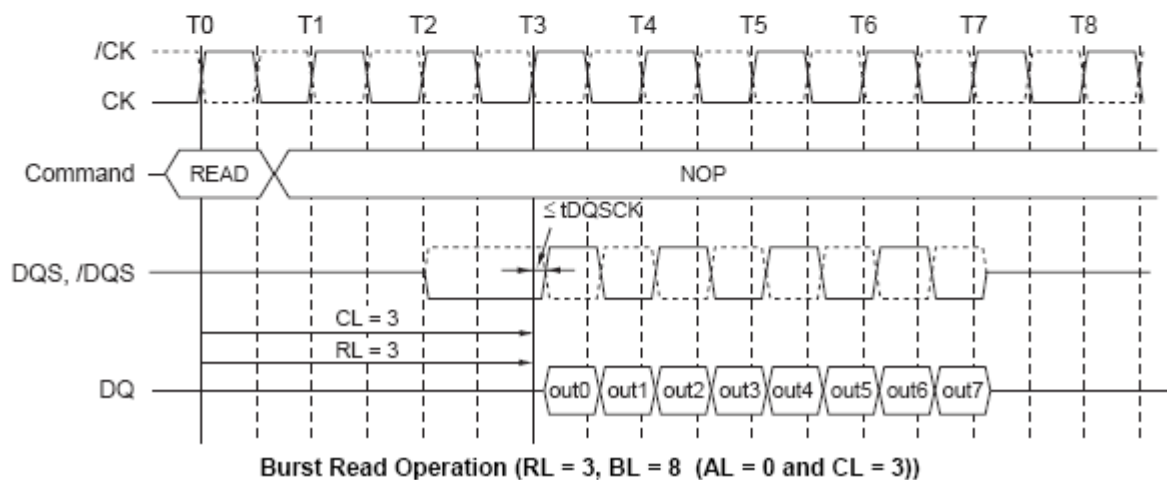 T0 T1 T2 T3 T4 T5 T6 T7 T8
/CK
CK
Command READ NOP
≤ tDQSCK
DQS, /DQS
CL = 3
RL = 3
DQ out0 out1 out2 out3 out4 out5 out6 out7
Burst Read Operation (RL = 3, BL = 8 (AL = 0 and CL = 3))